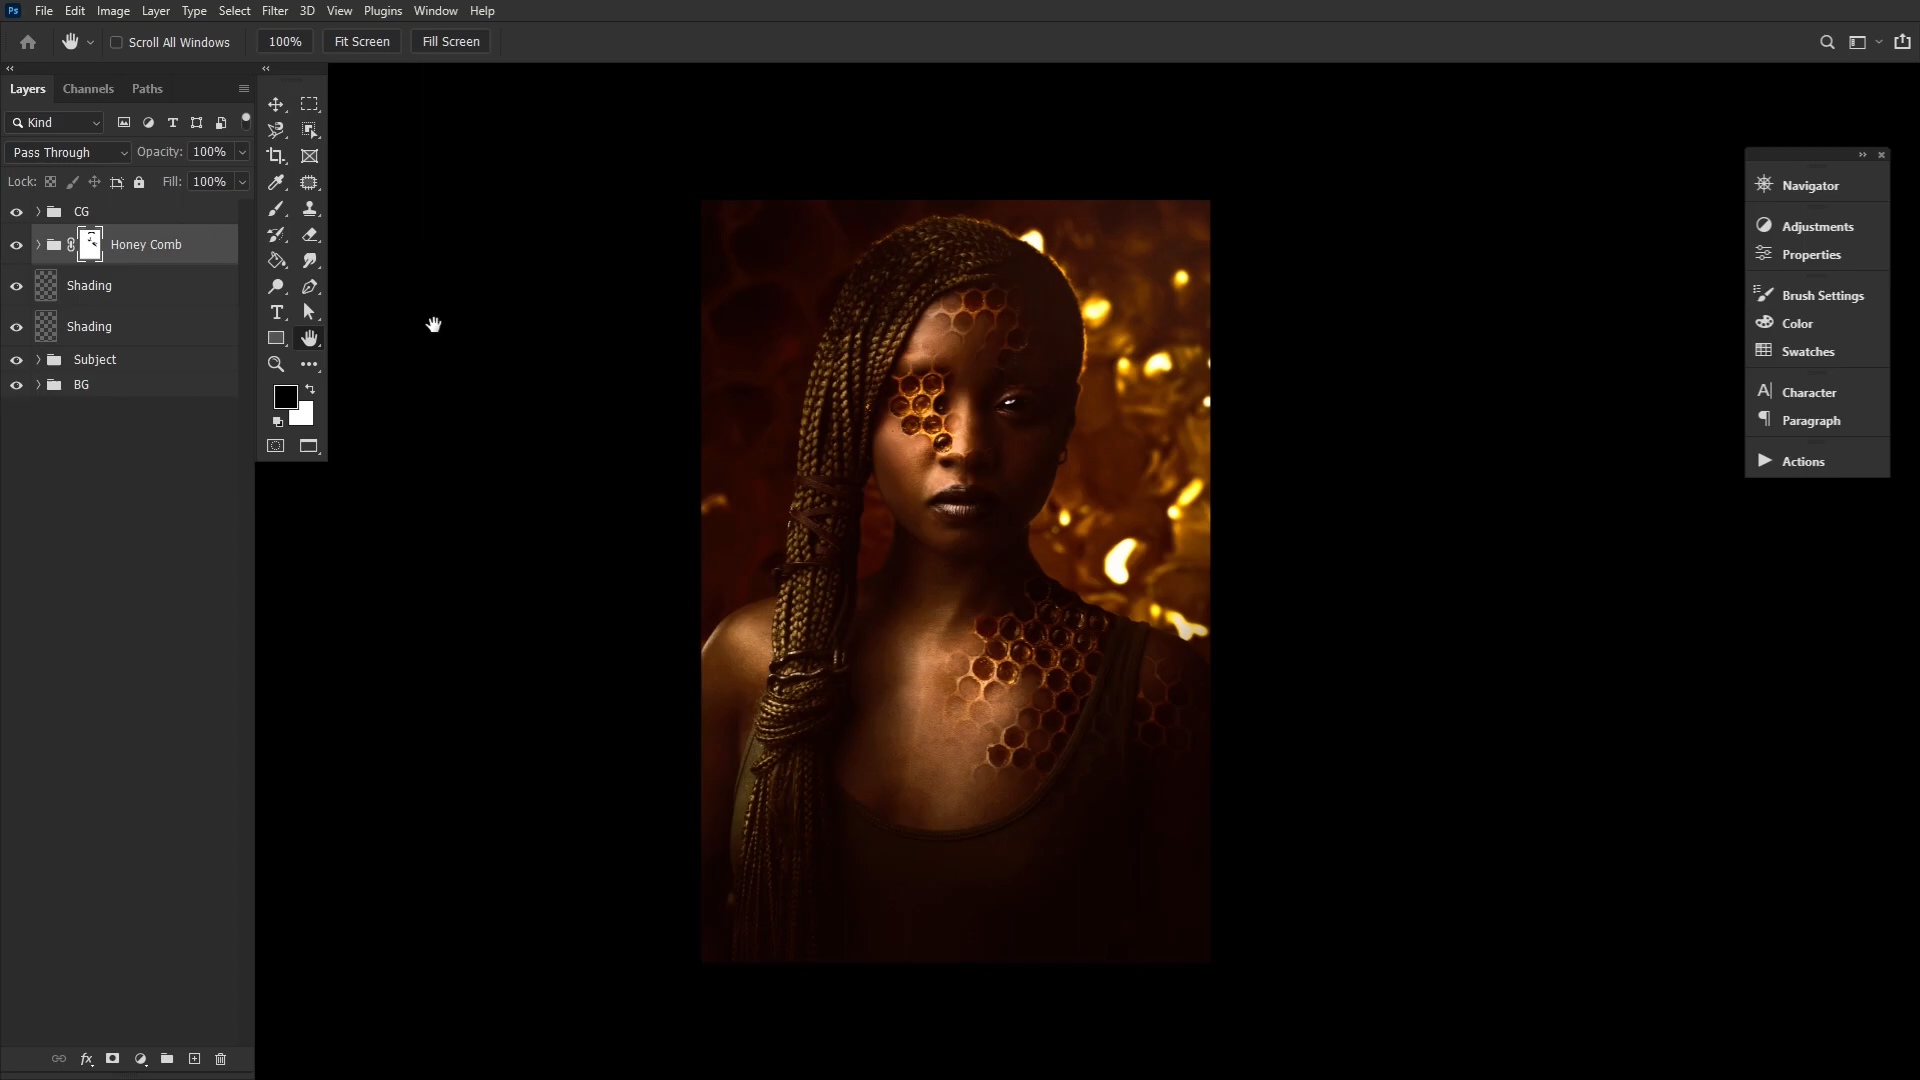 Ps File Edit Image Layer Type Select Filter 3D View Plugins Window Help
Scroll All Windows 100% Fit Screen Fill Screen
Layers Channels Paths
Kind
Pass Through Opacity: 100%
Lock: Fill: 100%
CG
Honey Comb
Shading
Shading
Subject
BG
fx
Navigator
Adjustments
Properties
Brush Settings
Color
Swatches
Character
Paragraph
Actions